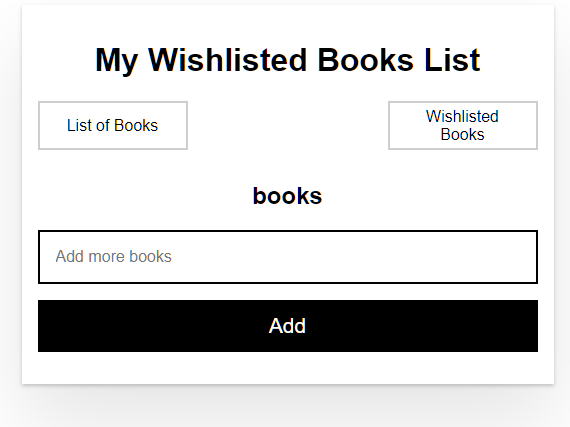 My Wishlisted Books List
List of Books
Wishlisted
Books
books
Add more books
Add